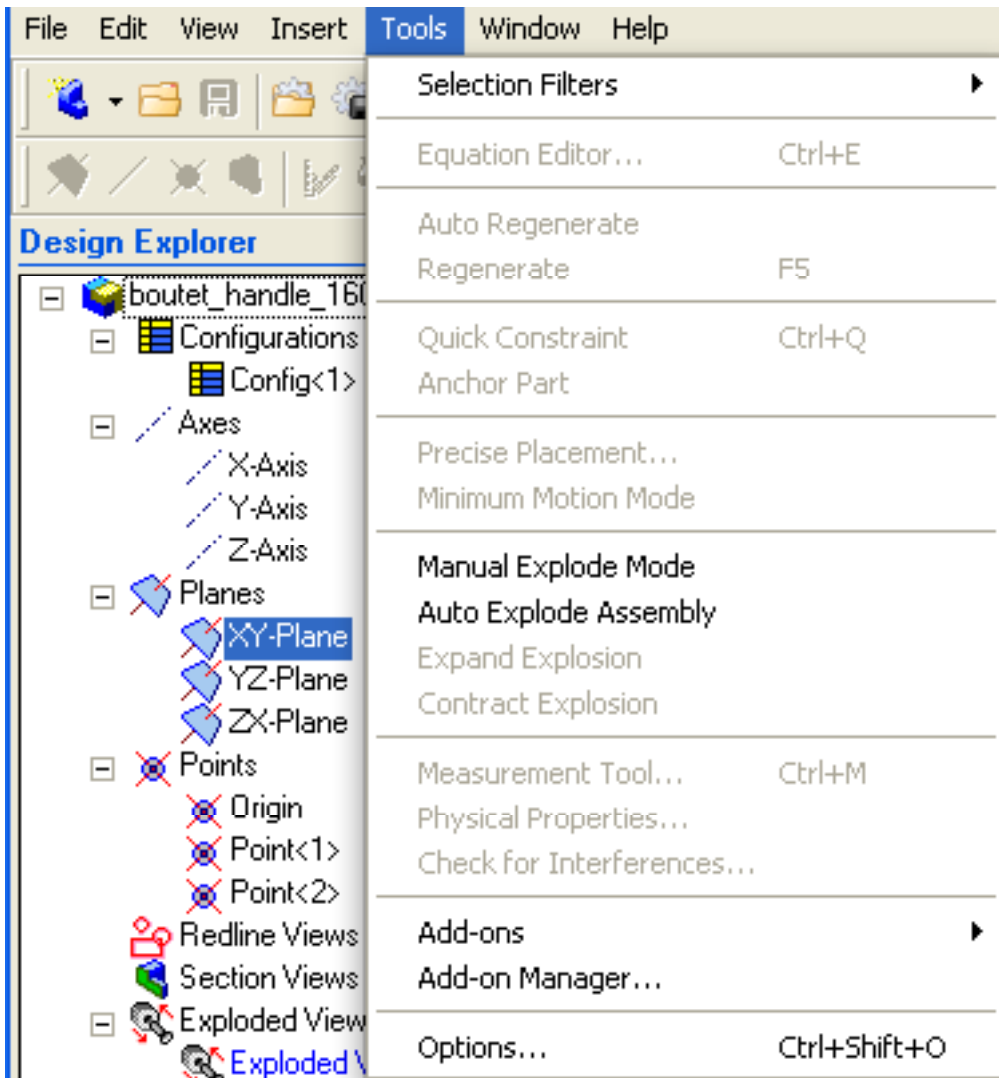 File Edit View Insert Tools Window Help
Selection Filters
Equation Editor... Ctrl+E
Auto Regenerate
Regenerate F5
Quick Constraint Ctrl+Q
Anchor Part
Precise Placement...
Minimum Motion Mode
Manual Explode Mode
Auto Explode Assembly
Expand Explosion
Contract Explosion
Measurement Tool... Ctrl+M
Physical Properties...
Check for Interferences...
Add-ons
Add-on Manager...
Options... Ctrl+Shift+O
Design Explorer
boutet_handle_160
Configurations
Config<1>
Axes
X-Axis
Y-Axis
Z-Axis
Planes
XY-Plane
YZ-Plane
ZX-Plane
Points
Origin
Point<1>
Point<2>
Redline Views
Section Views
Exploded View
Exploded